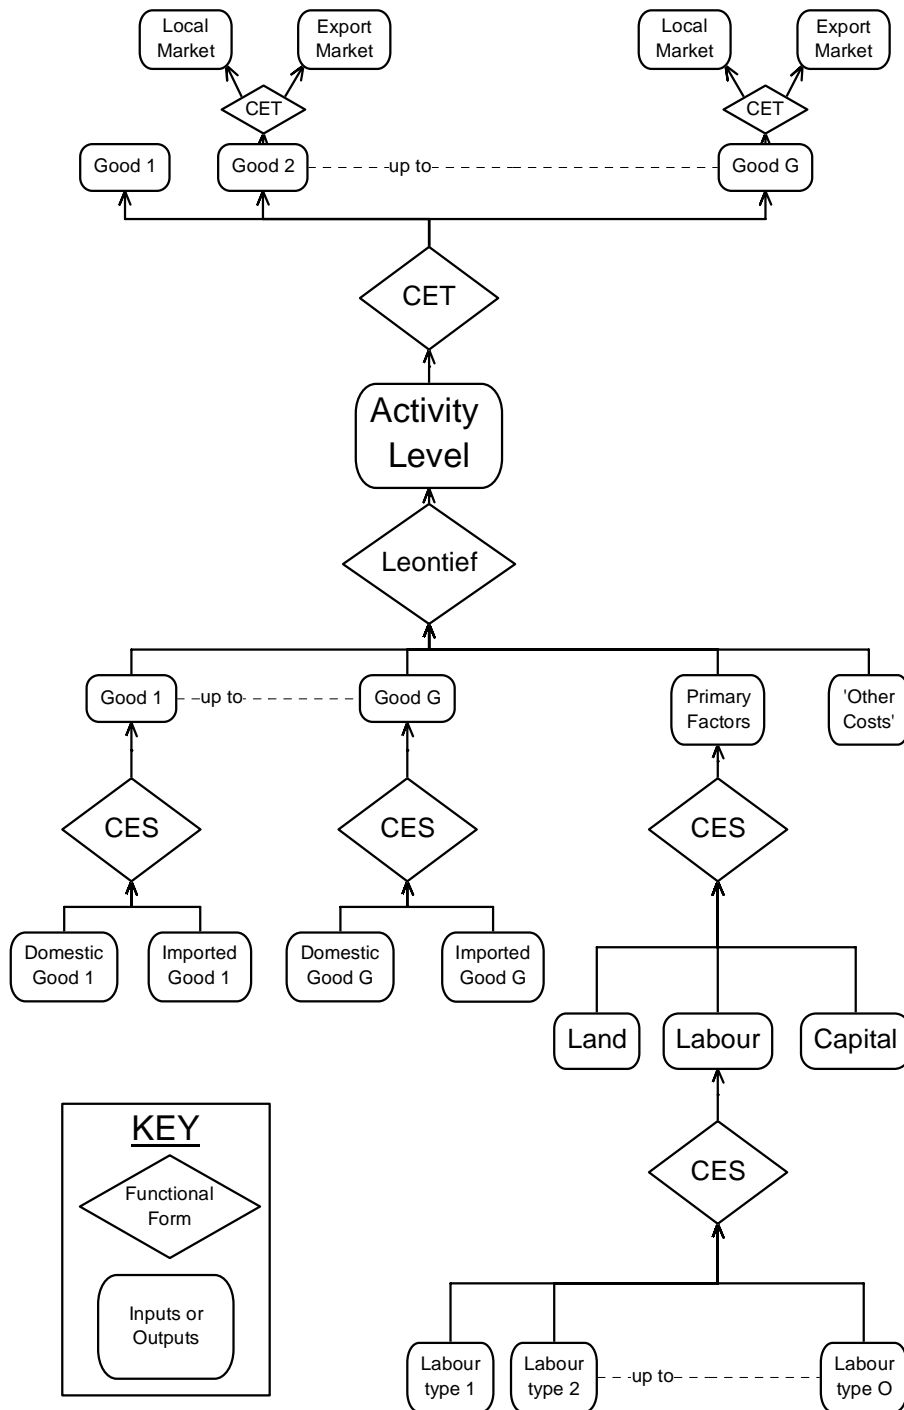 Local
Market
Export
Market
Local
Market
Export
Market
CET
CET
Good 1
Good 2
up to
Good G
CET
Activity
Level
Leontief
Good 1
up to
Good G
Primary
Factors
'Other
Costs'
CES
CES
CES
Domestic
Good 1
Imported
Good 1
Domestic
Good G
Imported
Good G
Land
Labour
Capital
KEY
Functional
Form
Inputs or
Outputs
CES
Labour
type 1
Labour
type 2
up to
Labour
type O